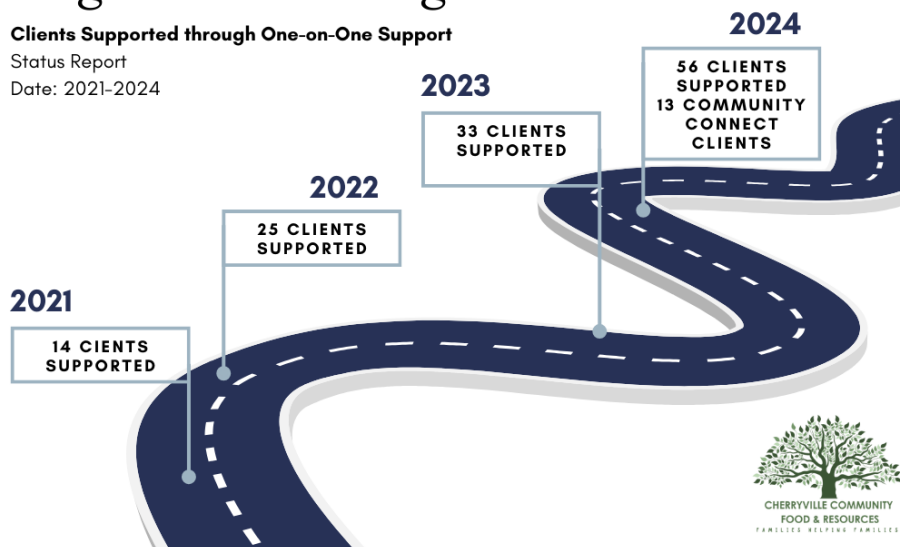 Clients Supported through One-on-One Support
Status Report
Date: 2021-2024
2024
56 CLIENTS
SUPPORTED
13 COMMUNITY
CONNECT
CLIENTS
2023
33 CLIENTS
SUPPORTED
2022
25 CLIENTS
SUPPORTED
2021
14 CIENTS
SUPPORTED
CHERRYVILLE COMMUNITY
FOOD & RESOURCES
FAMILIES HELPING FAMILIES